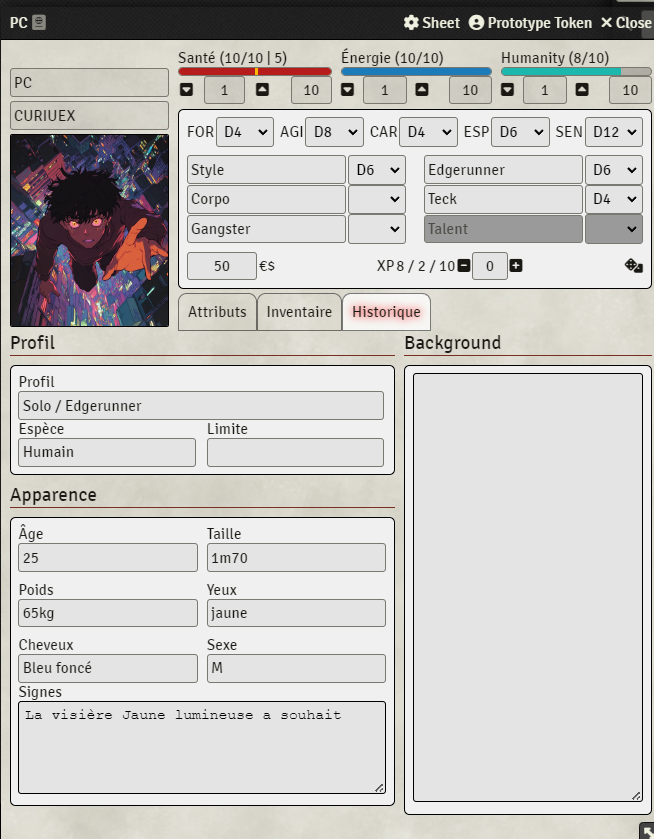 PC Sheet Prototype Token Close
Santé (10/10 | 5) Énergie (10/10) Humanity (8/10)
PC
1 10 1 10 1 10
CURIUEX
FOR D4 AGI D8 CAR D4 ESP D6 SEN D12
Style D6 Edgerunner D6
Corpo Teck D4
Gangster Talent
50 €$ XP 8 / 2 / 10 0
Attributs Inventaire Historique
Profil Background
Profil
Solo / Edgerunner
Espèce Limite
Humain
Apparence
Âge Taille
25 1m70
Poids Yeux
65kg jaune
Cheveux Sexe
Bleu foncé M
Signes
La visière Jaune lumineuse a souhait